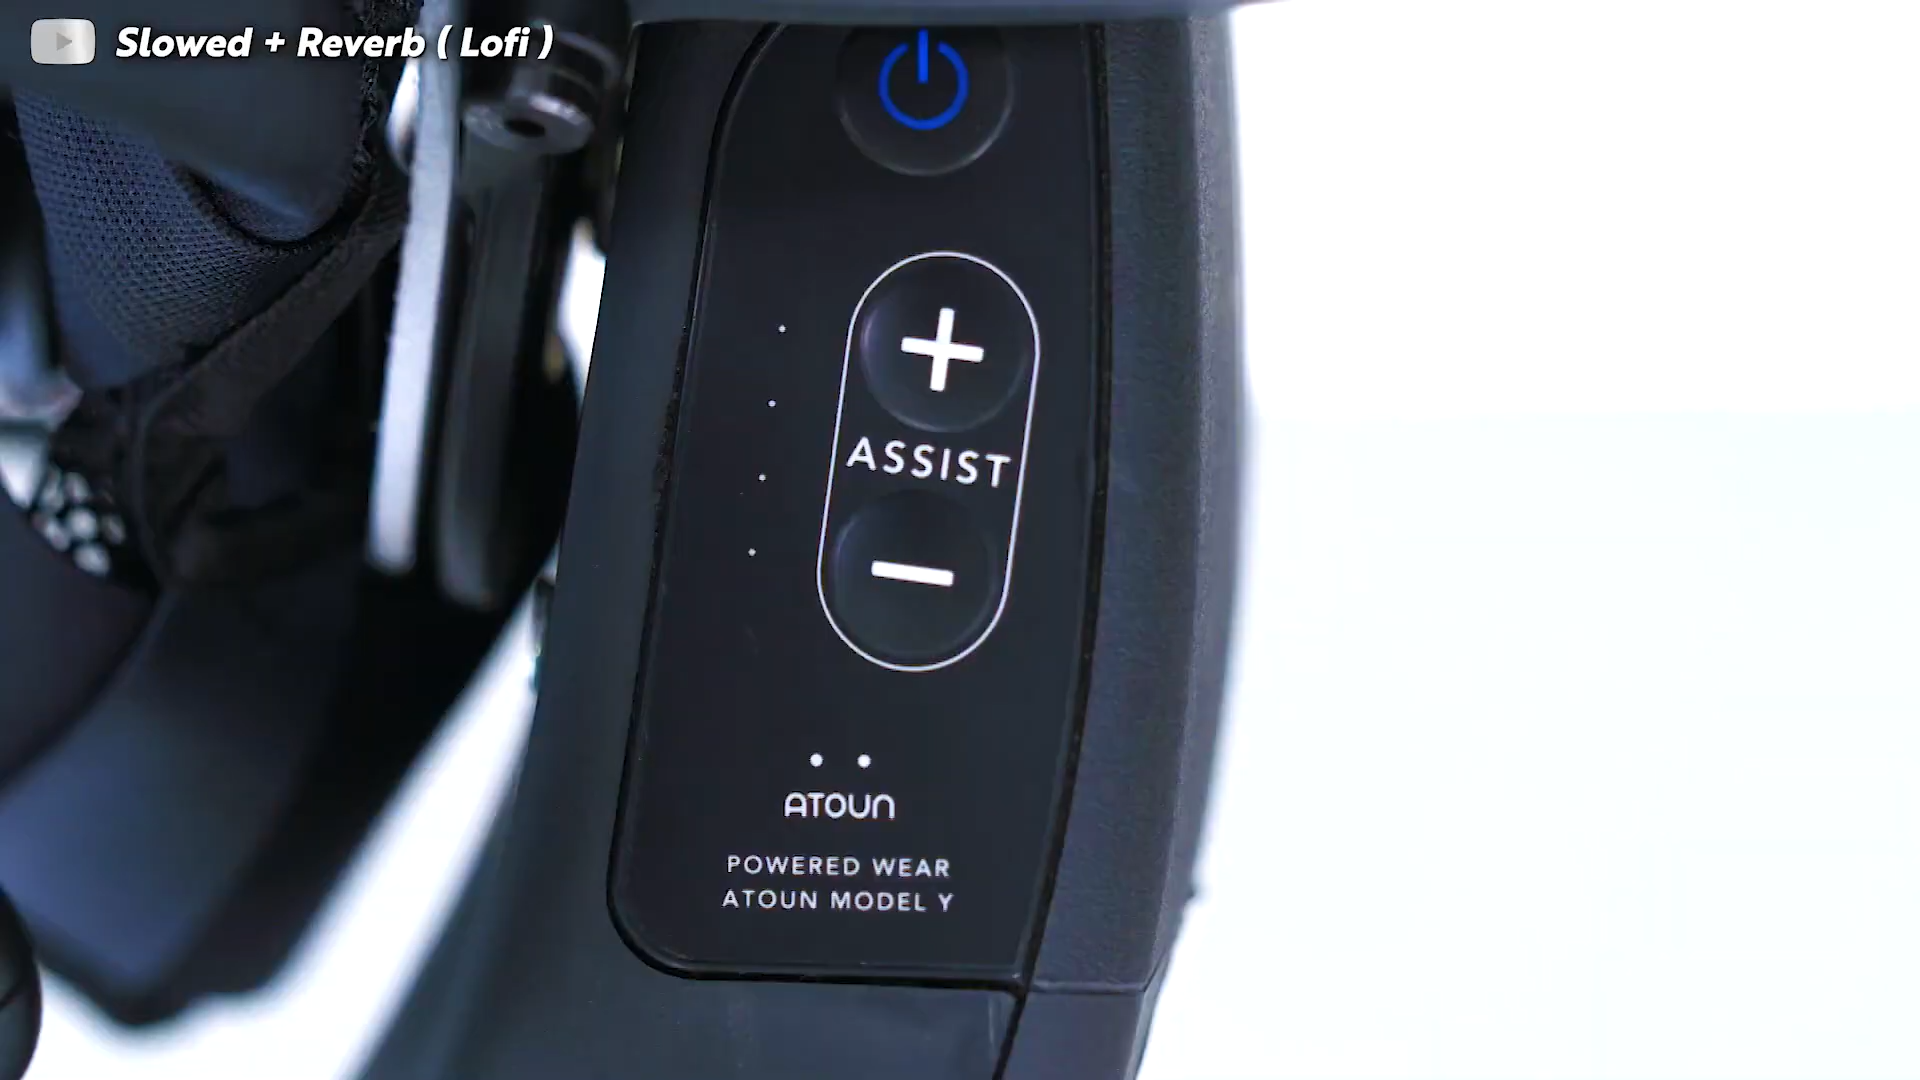 Slowed + Reverb ( Lofi )
ASSIST
ATOUN
POWERED WEAR
ATOUN MODEL Y